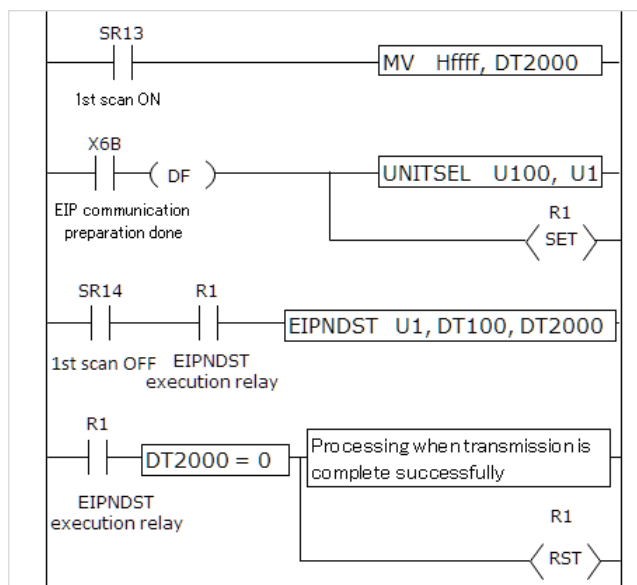 SR13
MV Hffff, DT2000
1st scan ON
X6B
( DF )
UNITSEL U100, U1
EIP communication
preparation done
R1
SET
SR14 R1
EIPNDST U1, DT100, DT2000
1st scan OFF EIPNDST
execution relay
R1
DT2000 = 0
Processing when transmission is
complete successfully
EIPNDST
execution relay
R1
RST